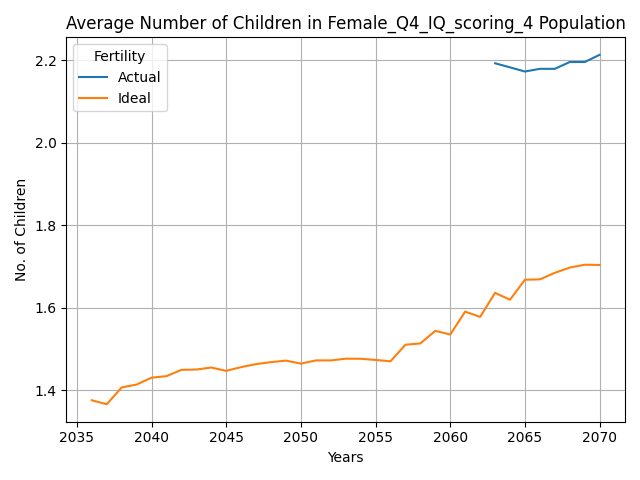 Average Number of Children in Female_Q4_IQ_scoring_4 Population
Fertility
Actual
Ideal
No. of Children
2.2
2.0
1.8
1.6
1.4
2035 2040 2045 2050 2055 2060 2065 2070
Years